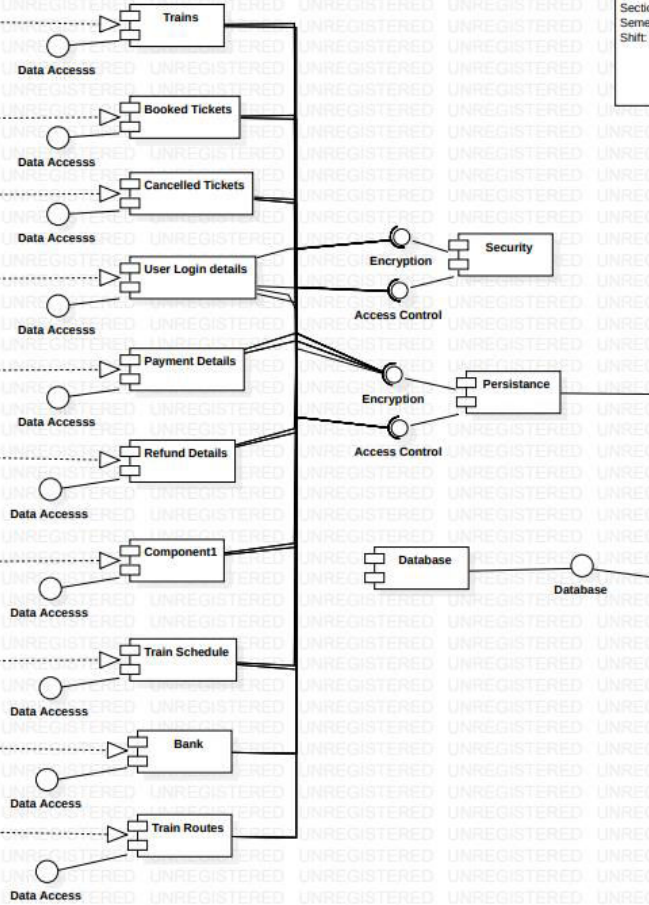 Trains
Data Accesss
Booked Tickets
Data Accesss
Cancelled Tickets
Data Accesss
User Login details
Data Accesss
Payment Details
Data Accesss
Refund Details
Data Accesss
Component1
Data Accesss
Train Schedule
Data Accesss
Bank
Data Access
Train Routes
Data Access
Encryption
Security
Access Control
Encryption
Persistance
Access Control
Database
Database
Shift:
UNREGISTERED